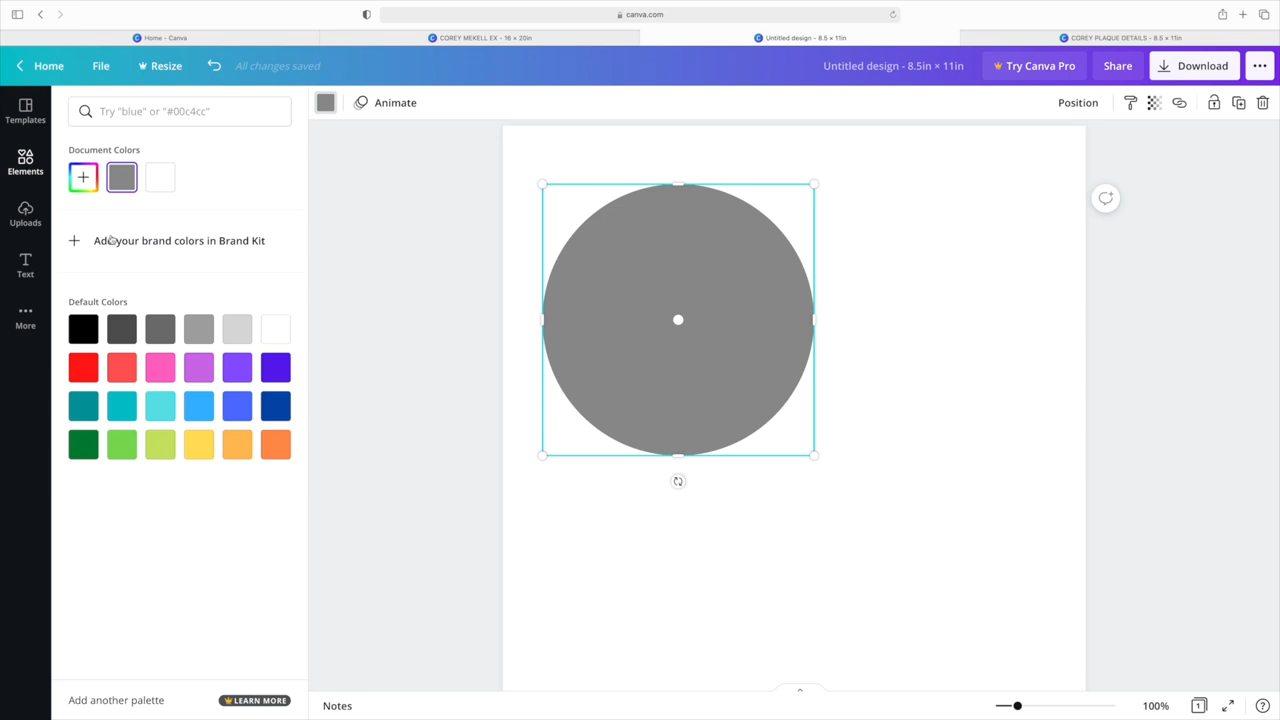 canva.com
Home - Canva
COREY MEKELL EX - 16 × 20in
Untitled design - 8.5 × 11in
COREY PLAQUE DETAILS - 8.5 × 11in
Home
File
Resize
All changes saved
Untitled design - 8.5in × 11in
Try Canva Pro
Share
Download
Templates
Elements
Uploads
Text
More
Try "blue" or "#00c4cc"
Animate
Position
Document Colors
Add your brand colors in Brand Kit
Default Colors
Add another palette
LEARN MORE
Notes
100%
1